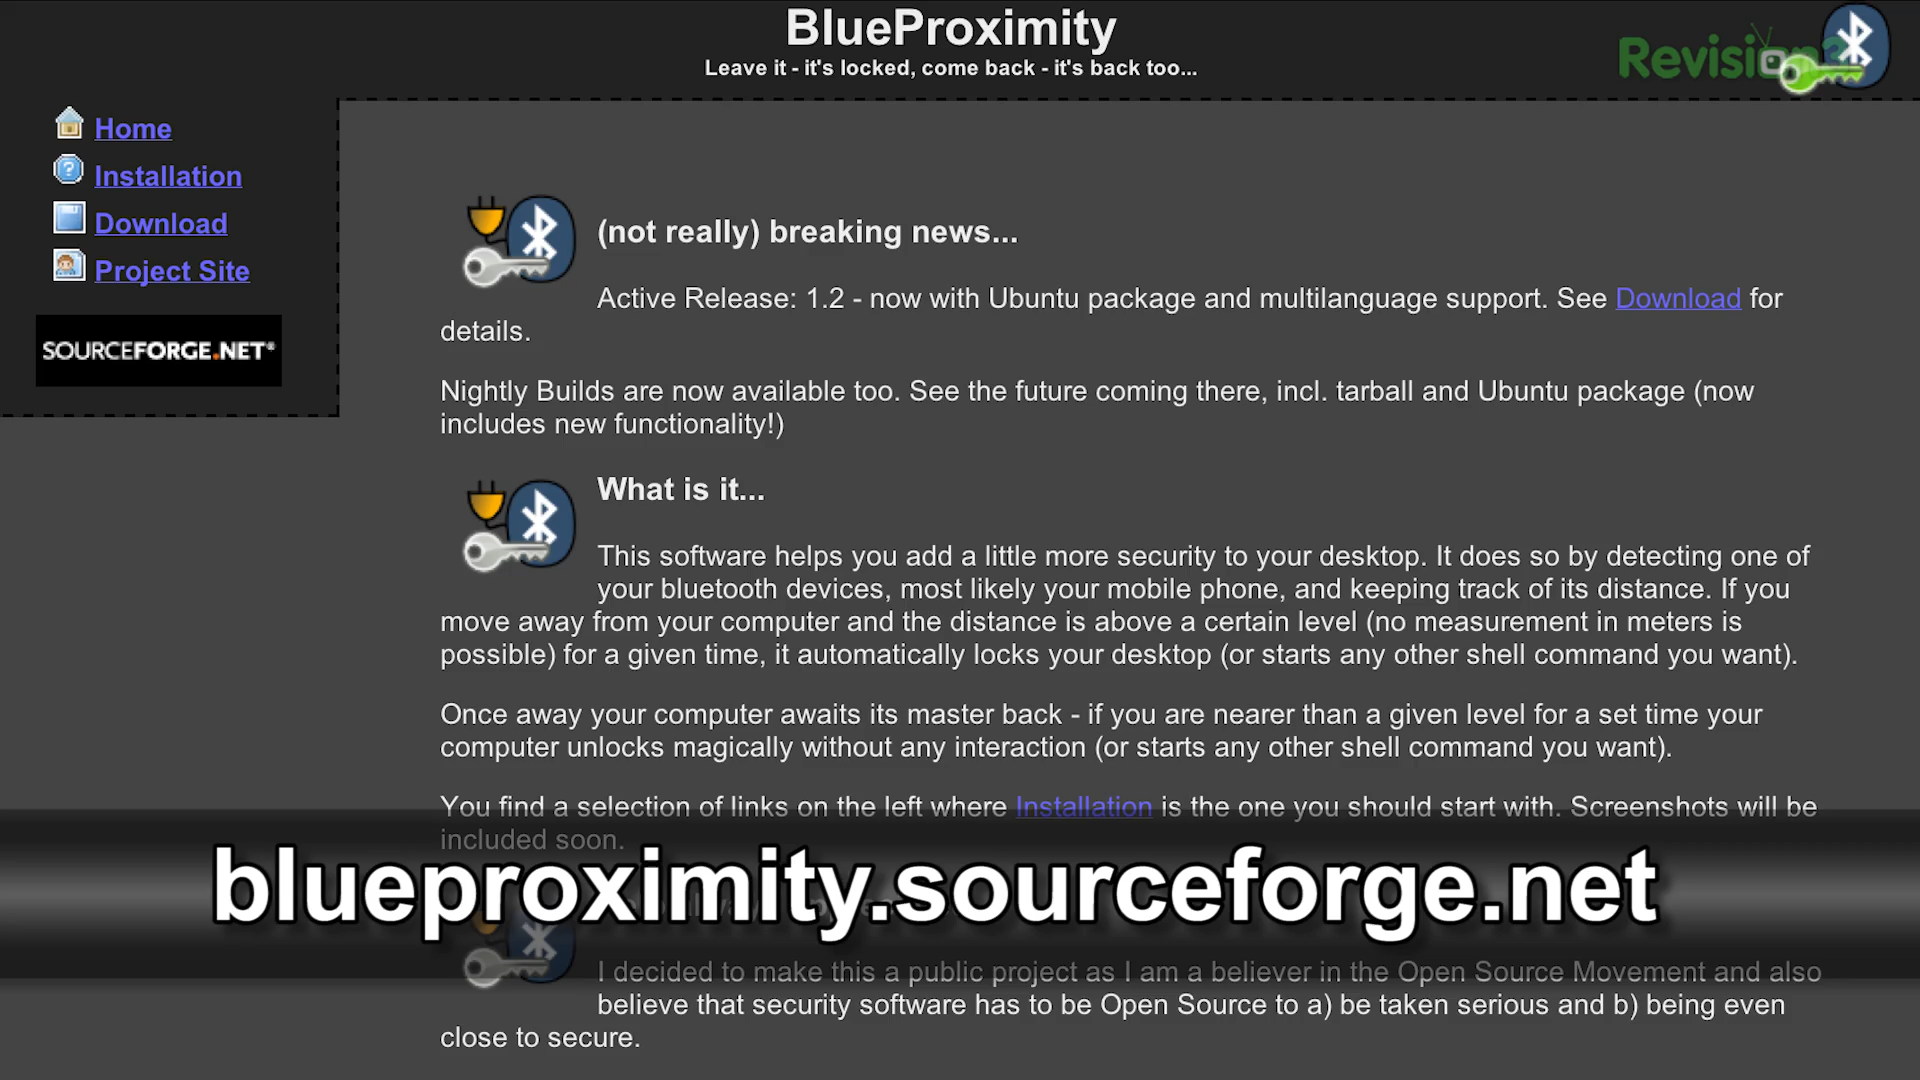 BlueProximity
Leave it - it's locked, come back - it's back too...
Revision3
Home
Installation
Download
Project Site
SOURCEFORGE.NET®
(not really) breaking news...
Active Release: 1.2 - now with Ubuntu package and multilanguage support. See Download for
details.
Nightly Builds are now available too. See the future coming there, incl. tarball and Ubuntu package (now
includes new functionality!)
What is it...
This software helps you add a little more security to your desktop. It does so by detecting one of
your bluetooth devices, most likely your mobile phone, and keeping track of its distance. If you
move away from your computer and the distance is above a certain level (no measurement in meters is
possible) for a given time, it automatically locks your desktop (or starts any other shell command you want).
Once away your computer awaits its master back - if you are nearer than a given level for a set time your
computer unlocks magically without any interaction (or starts any other shell command you want).
You find a selection of links on the left where Installation is the one you should start with. Screenshots will be
included soon.
blueproximity.sourceforge.net
I decided to make this a public project as I am a believer in the Open Source Movement and also
believe that security software has to be Open Source to a) be taken serious and b) being even
close to secure.